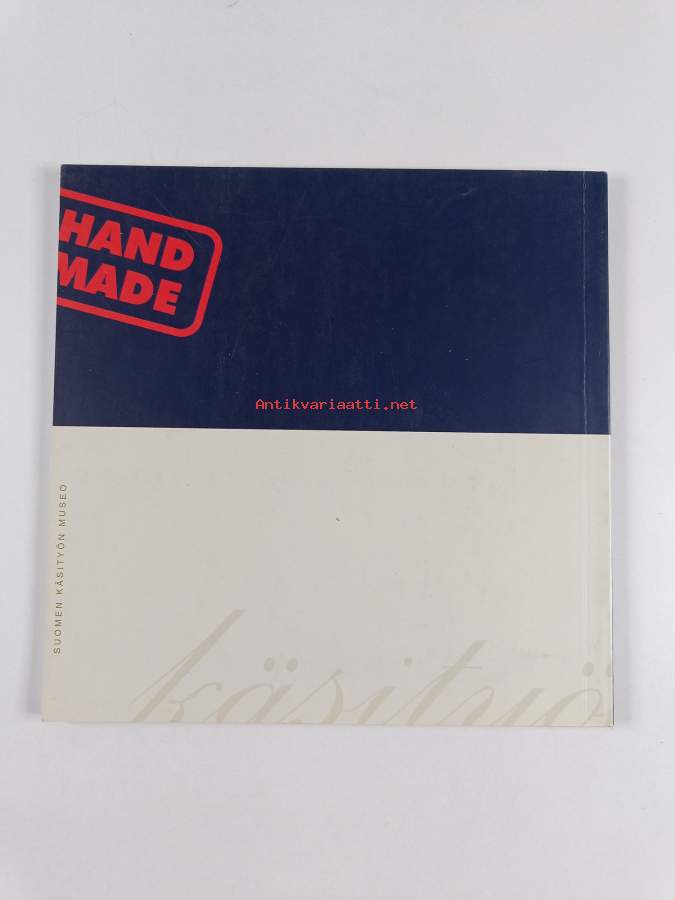 HAND
MADE
Antikvariaatti.net
SUOMEN KÄSITYÖN MUSEO
käsityö